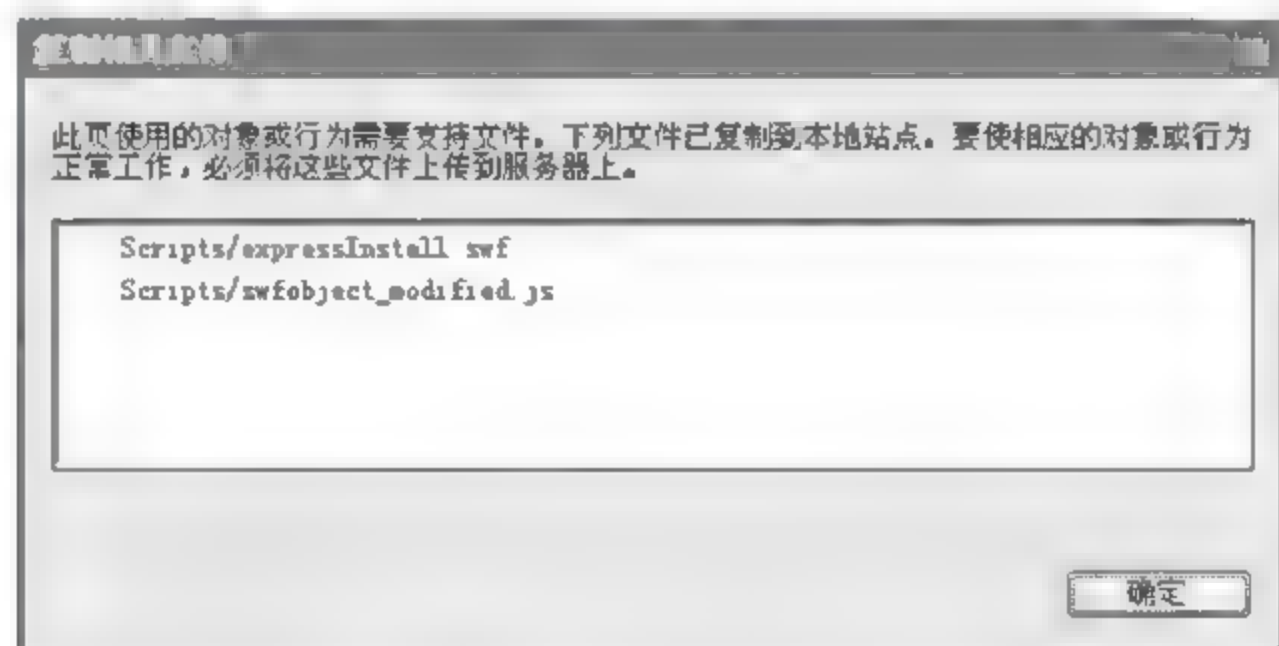 此页使用的对象或行为需要支持文件。下列文件已复制到本地站点。要使相应的对象或行为
正常工作，必须将这些文件上传到服务器上。
Scripts/expressInstall.swf
Scripts/swfobject_modified.js
确定